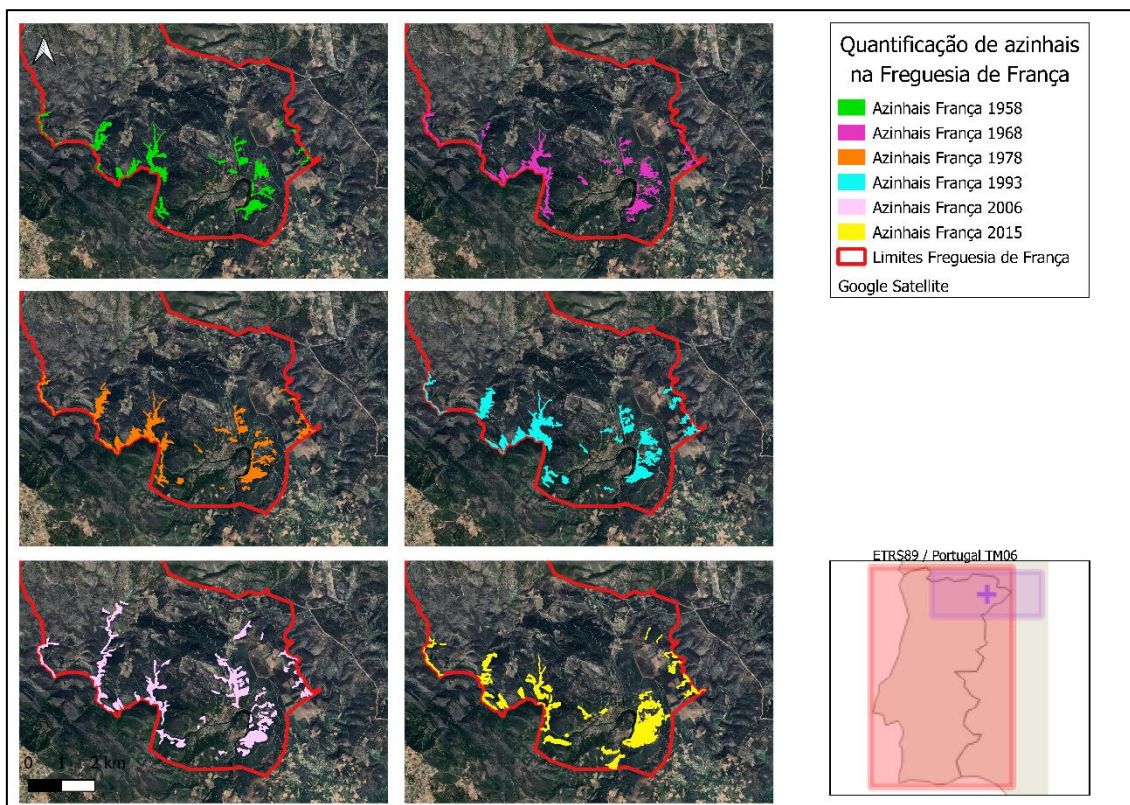 Quantificação de azinhais
na Freguesia de França
Azinhais França 1958
Azinhais França 1968
Azinhais França 1978
Azinhais França 1993
Azinhais França 2006
Azinhais França 2015
Limites Freguesia de França
Google Satellite
ETRS89 / Portugal TM06
0 1 2 km